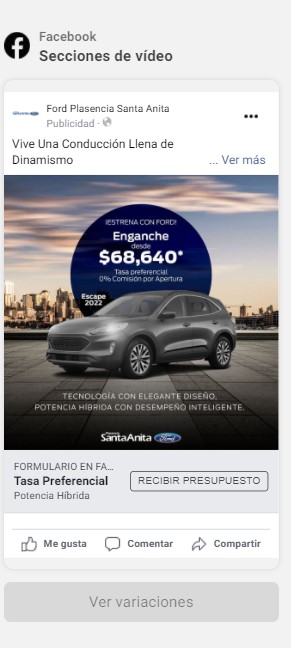 Facebook
Secciones de vídeo
Ford Plasencia Santa Anita
Publicidad ·
Vive Una Conducción Llena de
Dinamismo
... Ver más
¡ESTRENA CON FORD!
Enganche
desde
$68,640*
Tasa preferencial
0% Comisión por Apertura
Escape
2022
TECNOLOGÍA CON ELEGANTE DISEÑO,
POTENCIA HÍBRIDA CON DESEMPEÑO INTELIGENTE.
SantaAnita Ford
FORMULARIO EN FA...
Tasa Preferencial
Potencia Híbrida
RECIBIR PRESUPUESTO
Me gusta
Comentar
Compartir
Ver variaciones